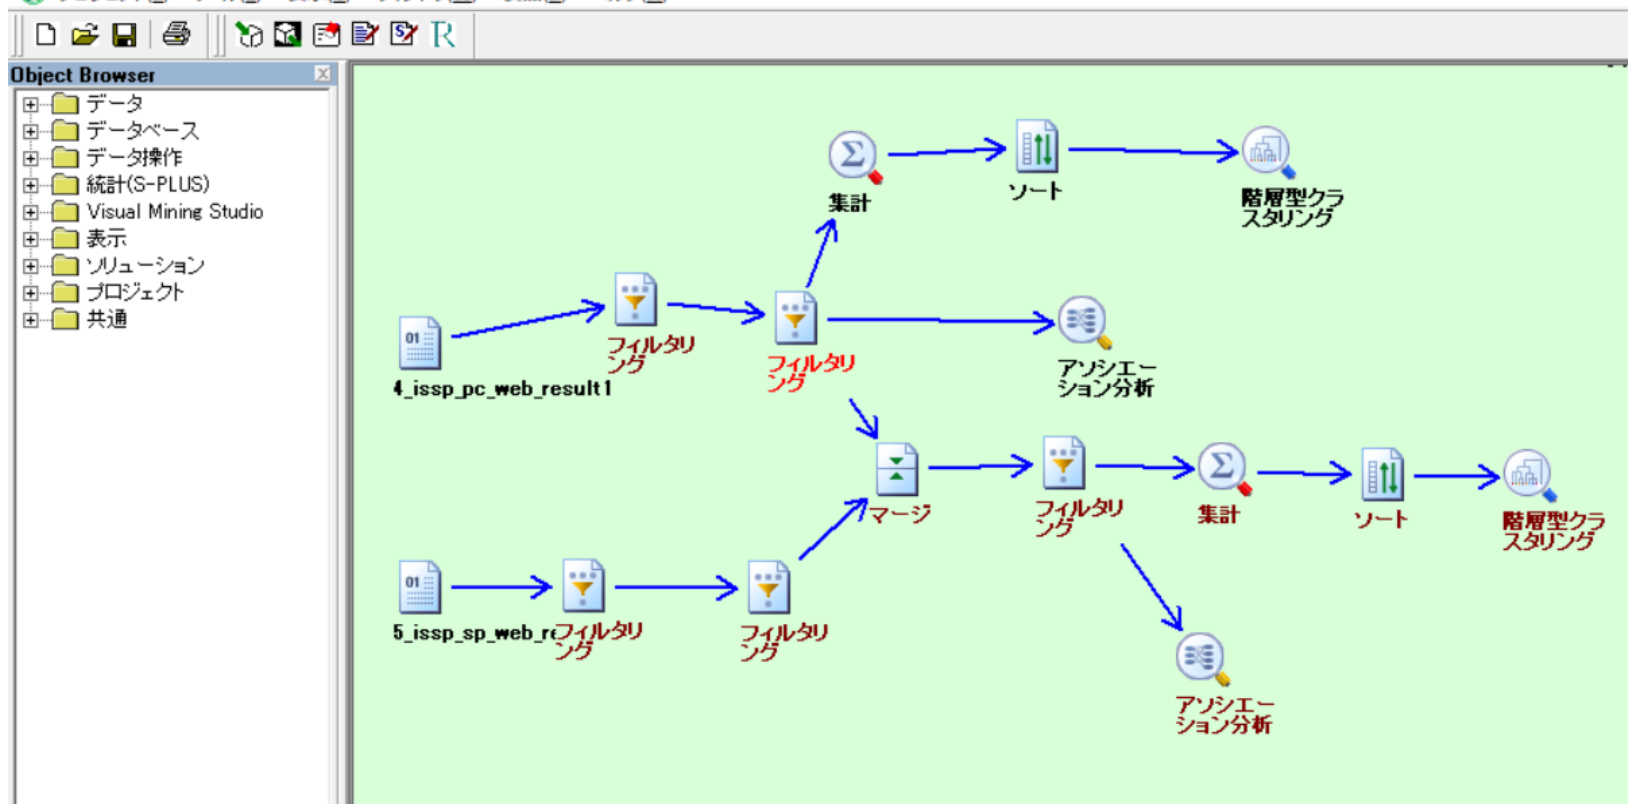 Object Browser
データ
データベース
データ操作
統計(S-PLUS)
Visual Mining Studio
表示
ソリューション
プロジェクト
共通
集計
ソート
階層型クラ
スタリング
4_issp_pc_web_result1
フィルタリ
ング
フィルタリ
ング
アソシエー
ション分析
マージ
フィルタリ
ング
集計
ソート
階層型クラ
スタリング
5_issp_sp_web_re
フィルタリ
ング
フィルタリ
ング
アソシエー
ション分析